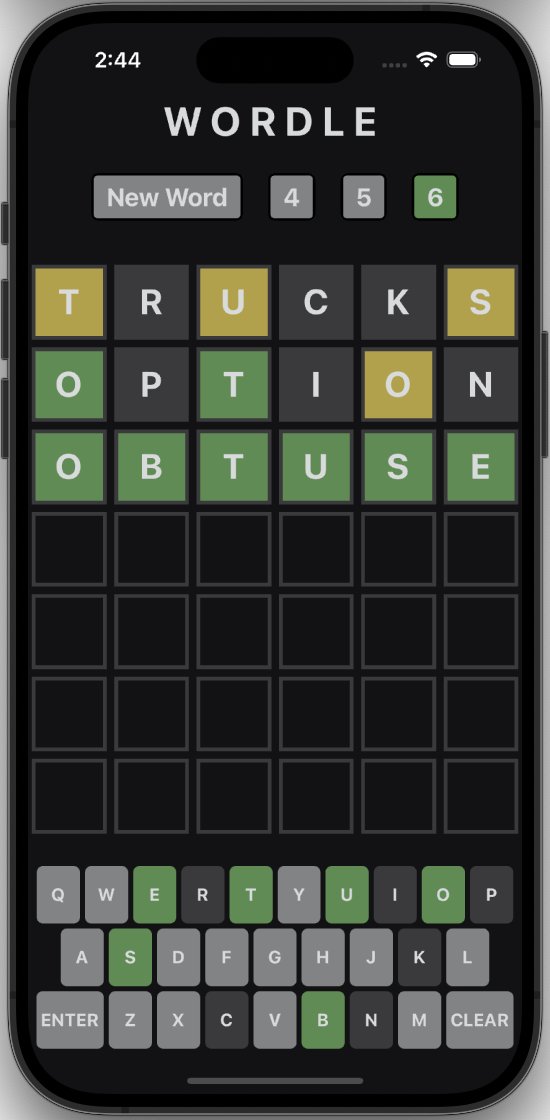 2:44
WORDLE
New Word 4 5 6
T R U C K S
O P T I O N
O B T U S E
Q W E R T Y U I O P
A S D F G H J K L
ENTER Z X C V B N M CLEAR